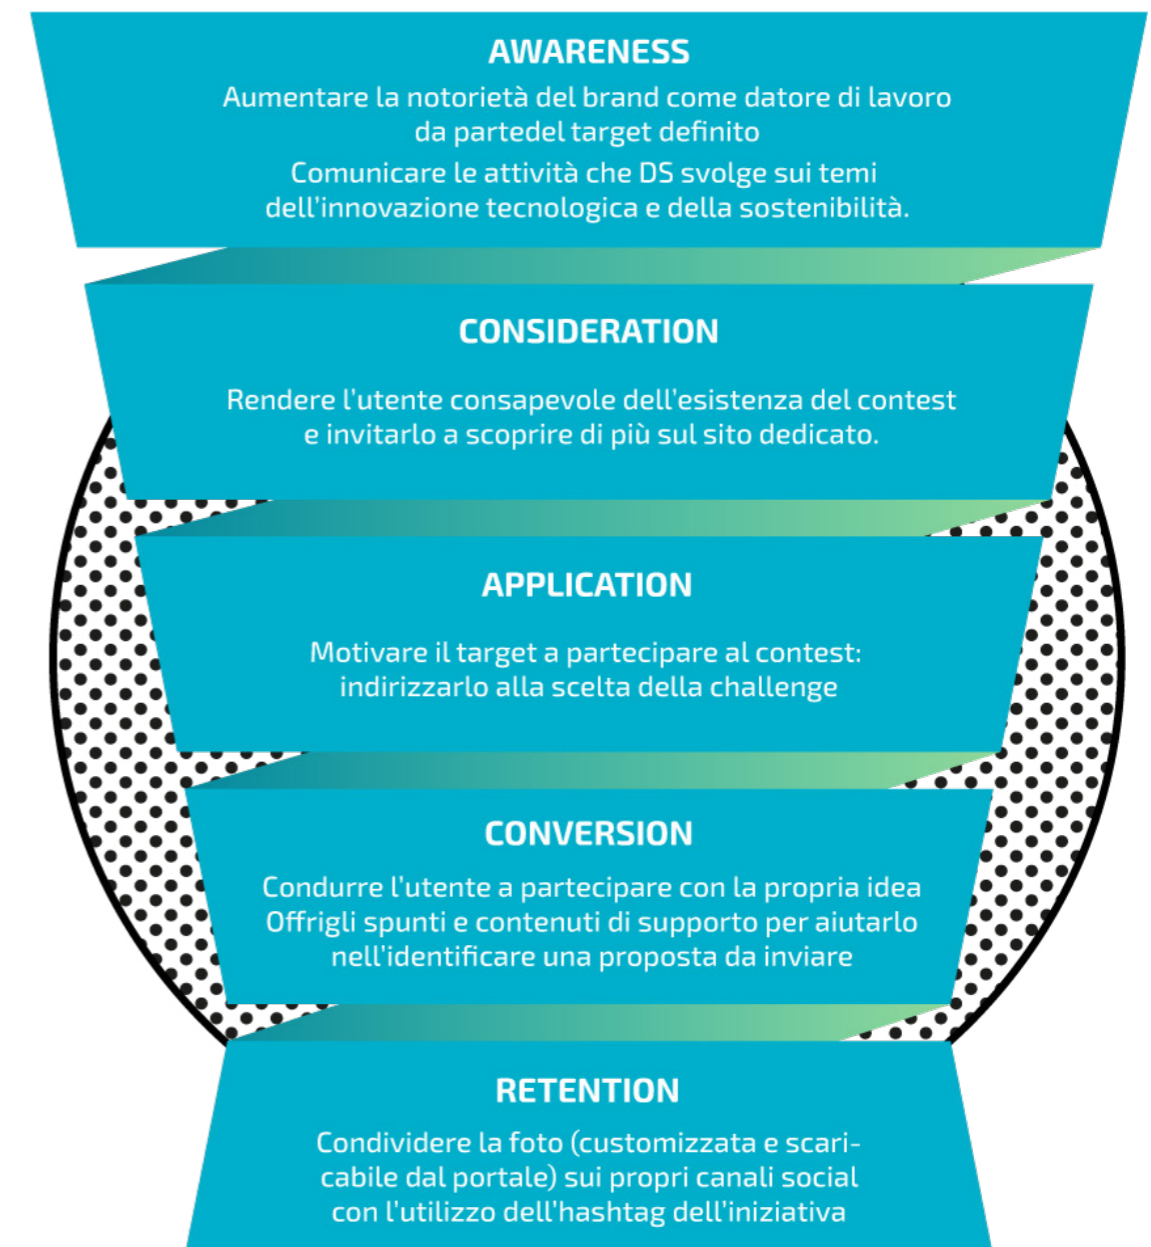 AWARENESS
Aumentare la notorietà del brand come datore di lavoro
da partedel target definito
Comunicare le attività che DS svolge sui temi
dell'innovazione tecnologica e della sostenibilità.
CONSIDERATION
Rendere l'utente consapevole dell'esistenza del contest
e invitarlo a scoprire di più sul sito dedicato.
APPLICATION
Motivare il target a partecipare al contest:
indirizzarlo alla scelta della challenge
CONVERSION
Condurre l'utente a partecipare con la propria idea
Offrigli spunti e contenuti di supporto per aiutarlo
nell'identificare una proposta da inviare
RETENTION
Condividere la foto (customizzata e scari-
cabile dal portale) sui propri canali social
con l'utilizzo dell'hashtag dell'iniziativa